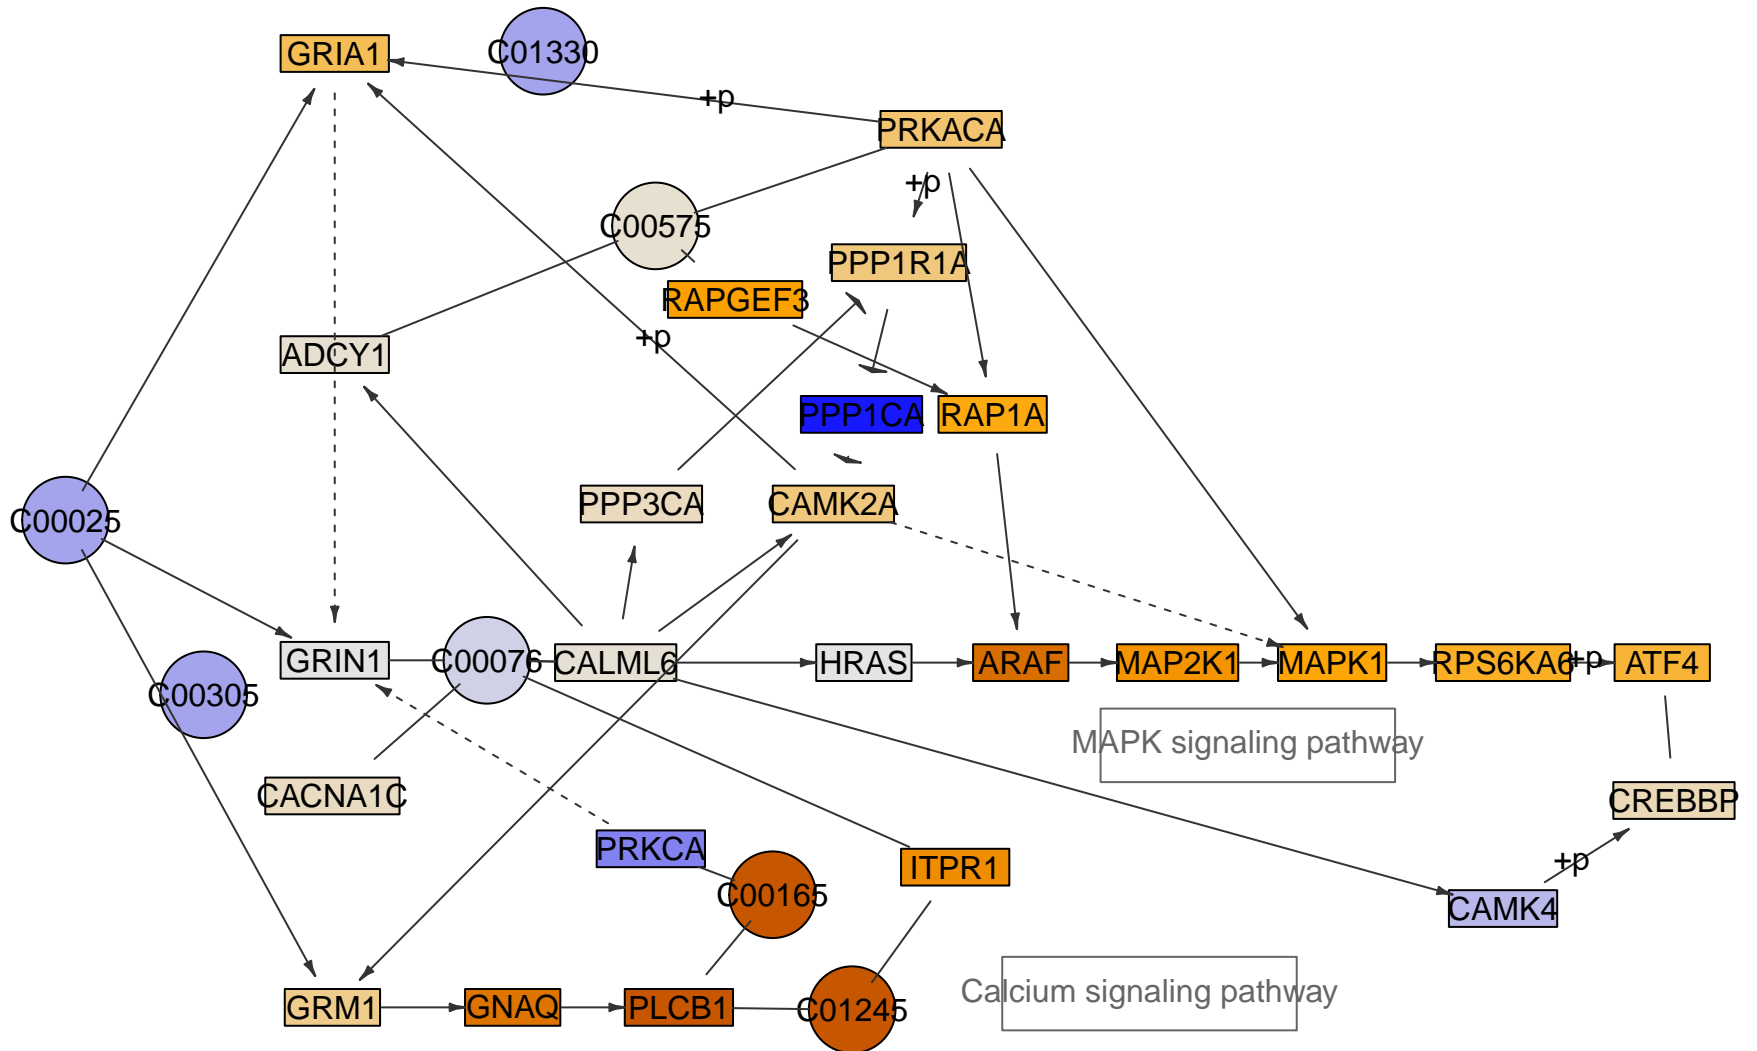 GRIA1
C01330
+p
PRKACA
+p
C00575
PPP1R1A
RAPGEF3
+p
ADCY1
PPP1CA
RAP1A
PPP3CA
CAMK2A
C00025
GRIN1
C00076
CALML6
HRAS
ARAF
MAP2K1
MAPK1
RPS6KA6
+p
ATF4
C00305
MAPK signaling pathway
CACNA1C
CREBBP
PRKCA
ITPR1
+p
C00165
CAMK4
Calcium signaling pathway
GRM1
GNAQ
PLCB1
C01245